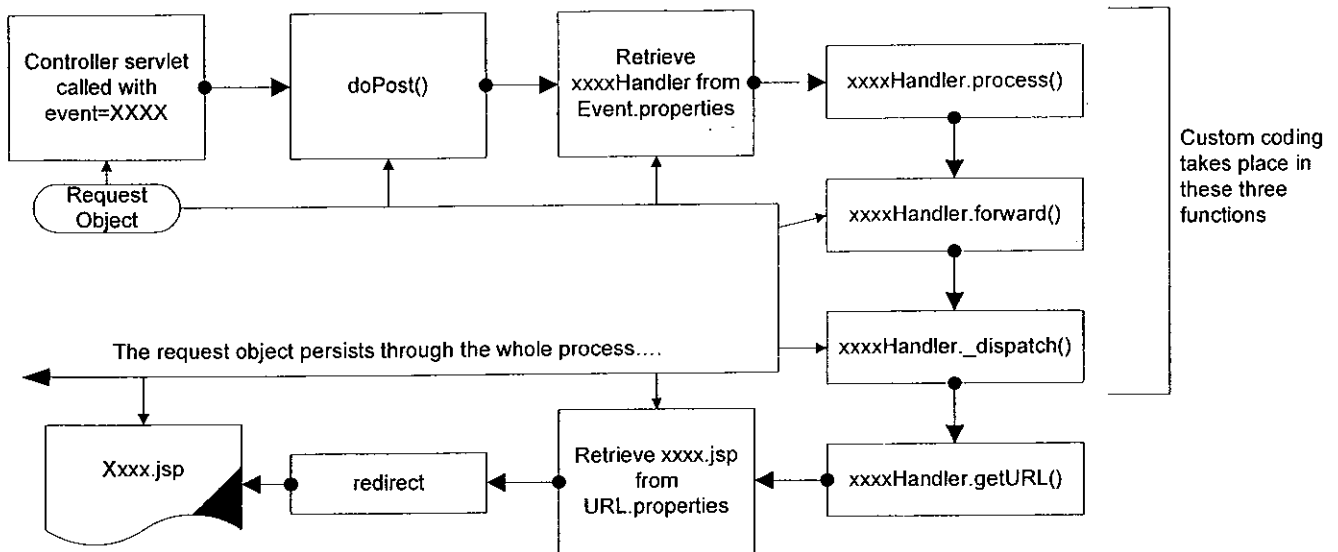 Controller servlet
called with
event=XXXX
doPost()
Retrieve
xxxxHandler from
Event.properties
xxxxHandler.process()
Request
Object
xxxxHandler.forward()
Custom coding
takes place in
these three
functions
The request object persists through the whole process....
xxxxHandler._dispatch()
Xxxx.jsp
redirect
Retrieve xxxx.jsp
from
URL.properties
xxxxHandler.getURL()